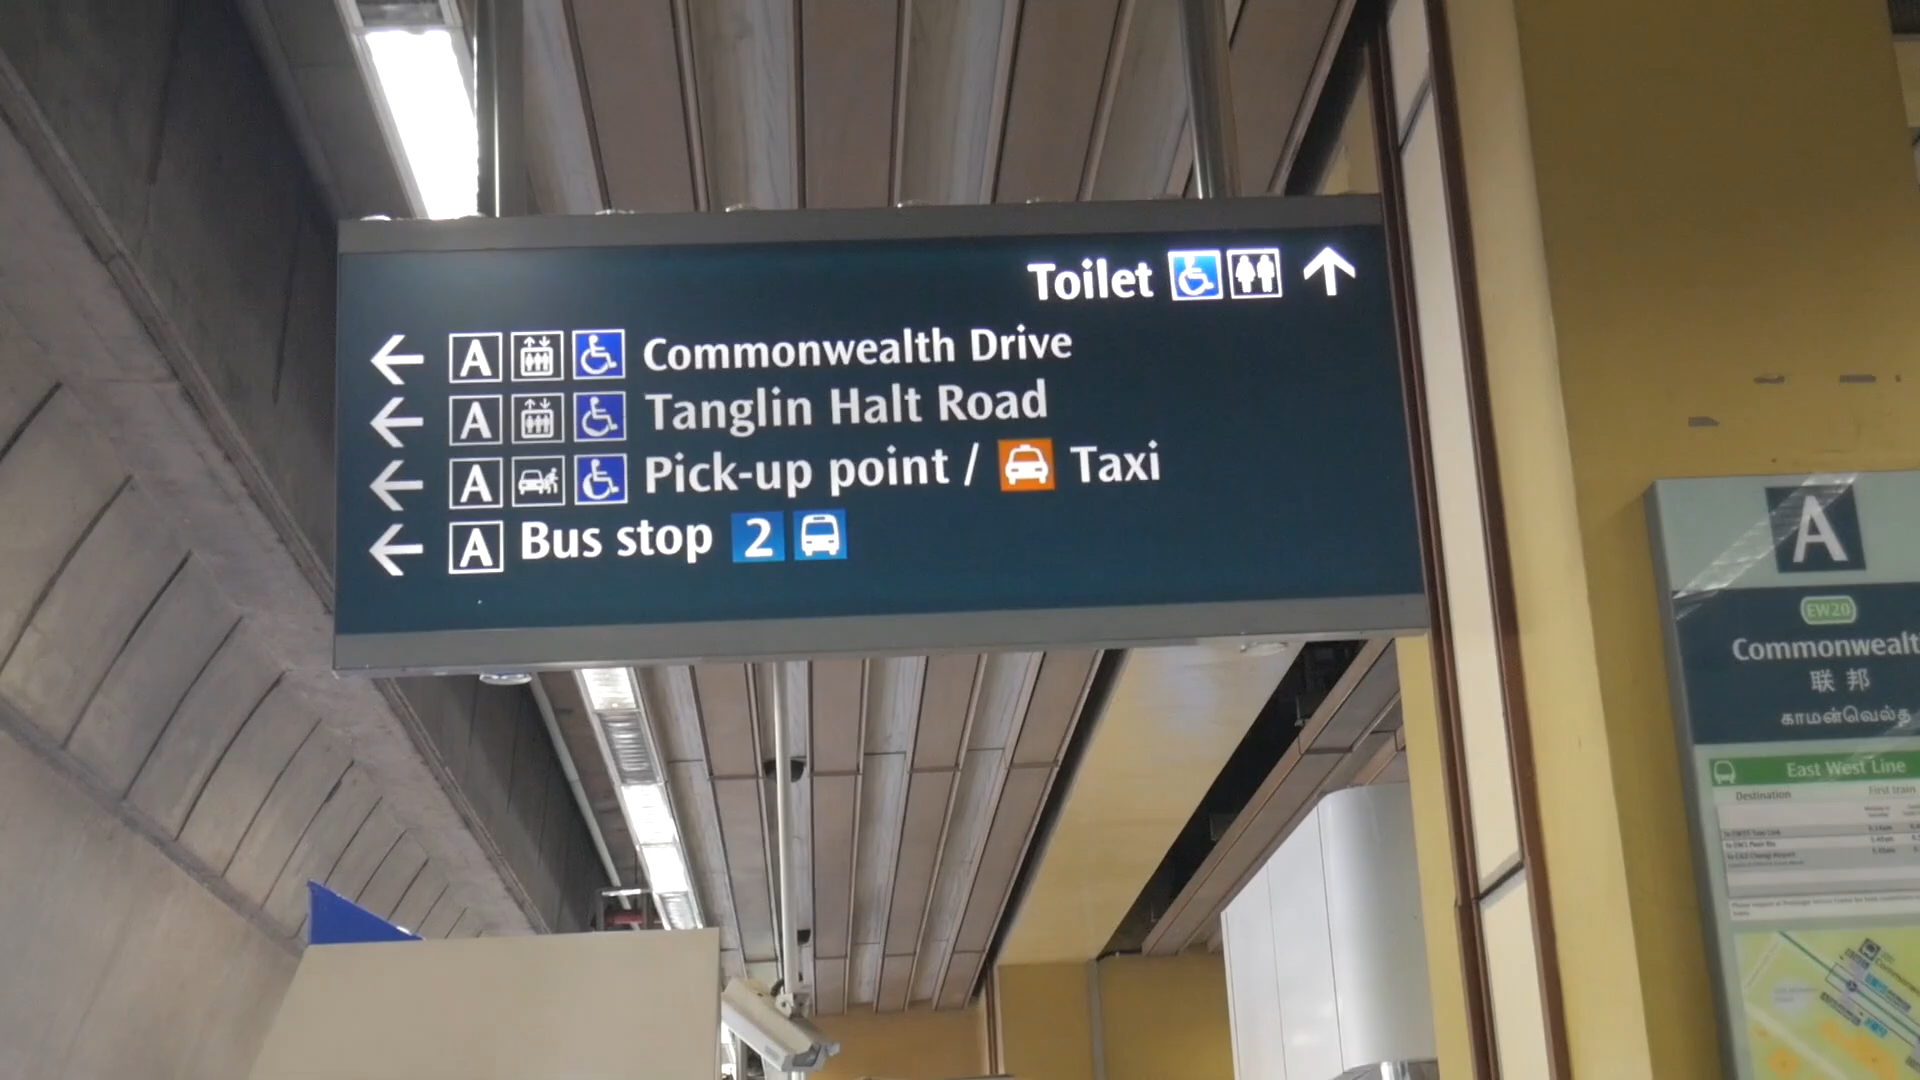 Toilet
A Commonwealth Drive
A Tanglin Halt Road
A Pick-up point / Taxi
A Bus stop 2
A
EW20
Commonwealt
联邦
காமன்வெல்த
East West Line
Destination First train